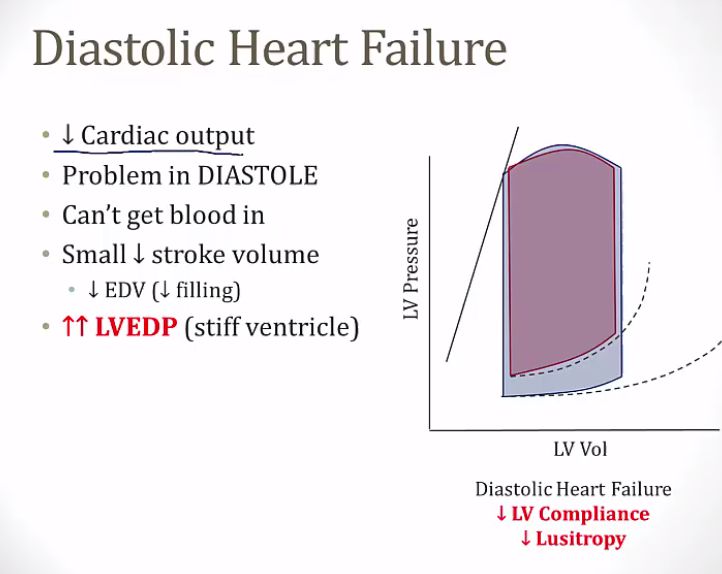 Diastolic Heart Failure
• ↓ Cardiac output
• Problem in DIASTOLE
• Can't get blood in
• Small ↓ stroke volume
• ↓ EDV (↓ filling)
• ↑↑ LVEDP (stiff ventricle)
LV Pressure
LV Vol
Diastolic Heart Failure
↓ LV Compliance
↓ Lusitropy